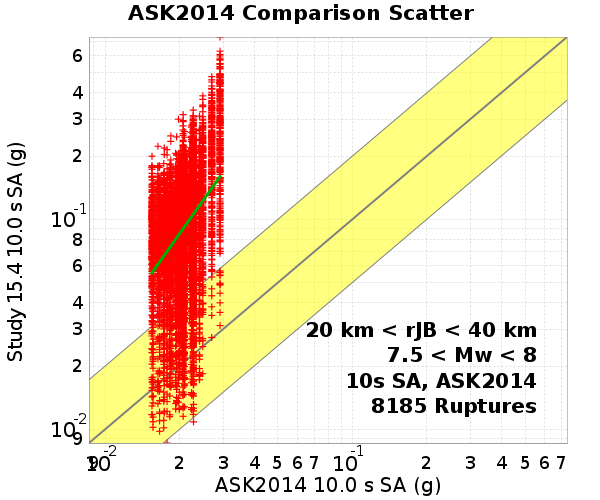 ASK2014 Comparison Scatter
6
4
3
2
10-1
8
6
4
3
2
10-2
9
Study 15.4 10.0 s SA (g)
20 km < rJB < 40 km
7.5 < Mw < 8
10s SA, ASK2014
8185 Ruptures
9 10-2 2 3 4 5 6 7 10-1 2 3 4 5 6 7
ASK2014 10.0 s SA (g)